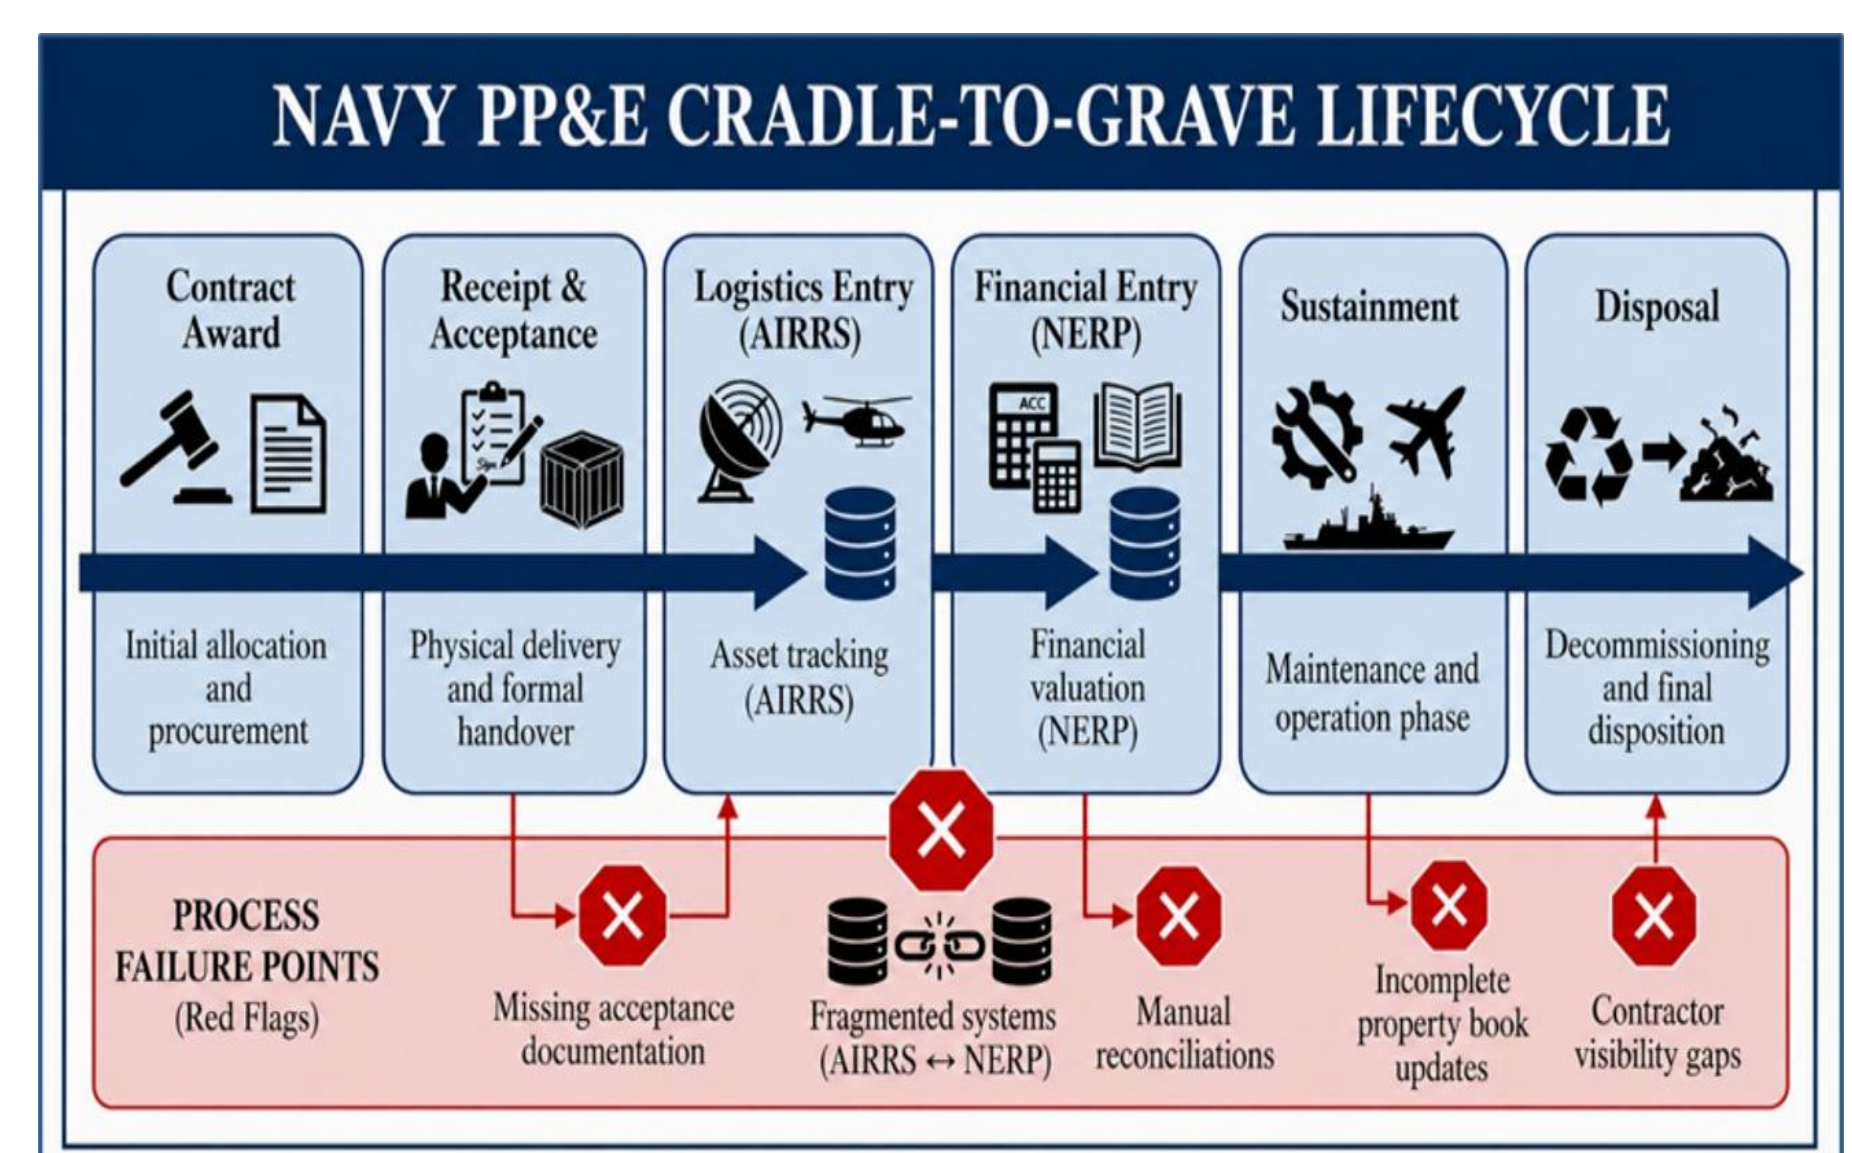 NAVY PP&E CRADLE-TO-GRAVE LIFECYCLE
Contract
Award
Initial allocation
and
procurement
Receipt &
Acceptance
Sign
Physical delivery
and formal
handover
Logistics Entry
(AIRRS)
Asset tracking
(AIRRS)
Financial Entry
(NERP)
ACC
Financial
valuation
(NERP)
Sustainment
Maintenance and
operation phase
Disposal
Decommissioning
and final
disposition
PROCESS
FAILURE POINTS
(Red Flags)
Missing acceptance
documentation
Fragmented systems
(AIRRS ↔ NERP)
Manual
reconciliations
Incomplete
property book
updates
Contractor
visibility gaps